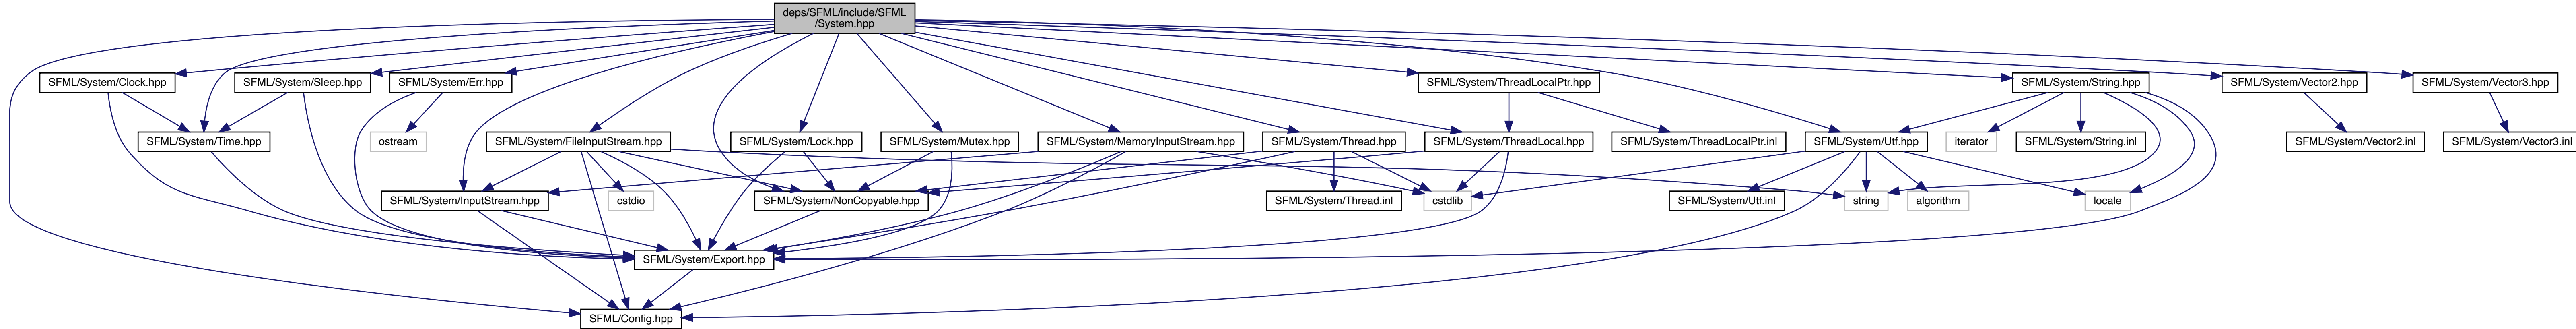 deps/SFML/include/SFML
/System.hpp
SFML/System/Clock.hpp
SFML/System/Sleep.hpp
SFML/System/Err.hpp
SFML/System/ThreadLocalPtr.hpp
SFML/System/String.hpp
SFML/System/Vector2.hpp
SFML/System/Vector3.hpp
SFML/System/Time.hpp
ostream
SFML/System/FileInputStream.hpp
SFML/System/Lock.hpp
SFML/System/Mutex.hpp
SFML/System/MemoryInputStream.hpp
SFML/System/Thread.hpp
SFML/System/ThreadLocal.hpp
SFML/System/ThreadLocalPtr.inl
SFML/System/Utf.hpp
iterator
SFML/System/String.inl
SFML/System/Vector2.inl
SFML/System/Vector3.inl
SFML/System/InputStream.hpp
cstdio
SFML/System/NonCopyable.hpp
SFML/System/Thread.inl
cstdlib
SFML/System/Utf.inl
string
algorithm
locale
SFML/System/Export.hpp
SFML/Config.hpp